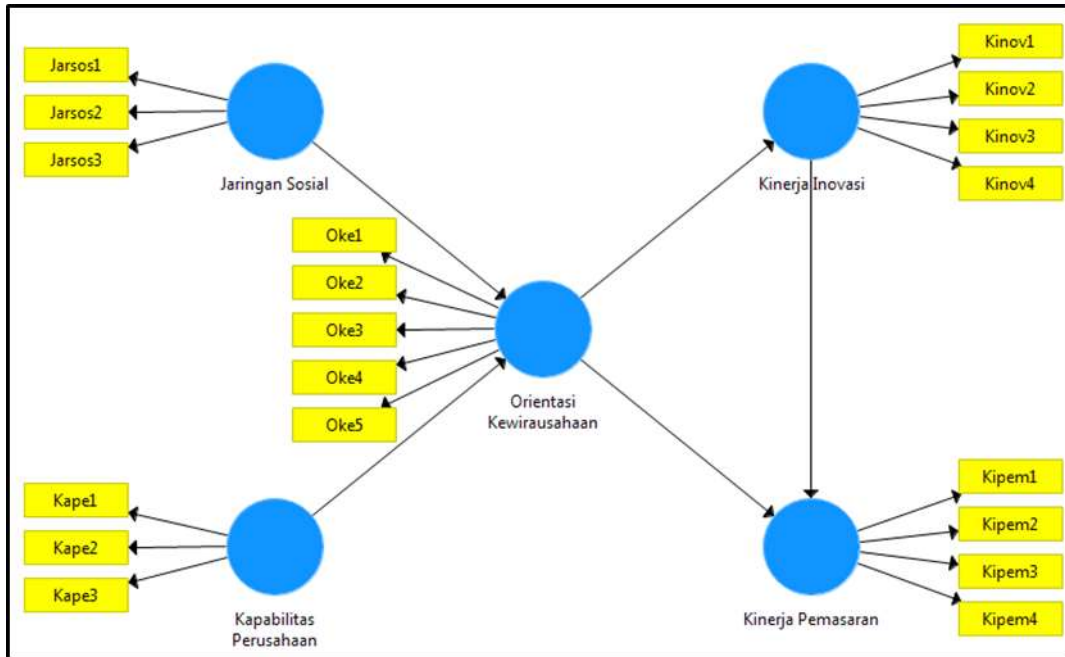 Jarsos1
Jarsos2
Jarsos3
Jaringan Sosial
Kinov1
Kinov2
Kinov3
Kinov4
Kinerja Inovasi
Oke1
Oke2
Oke3
Oke4
Oke5
Orientasi
Kewirausahaan
Kape1
Kape2
Kape3
Kapabilitas
Perusahaan
Kipem1
Kipem2
Kipem3
Kipem4
Kinerja Pemasaran